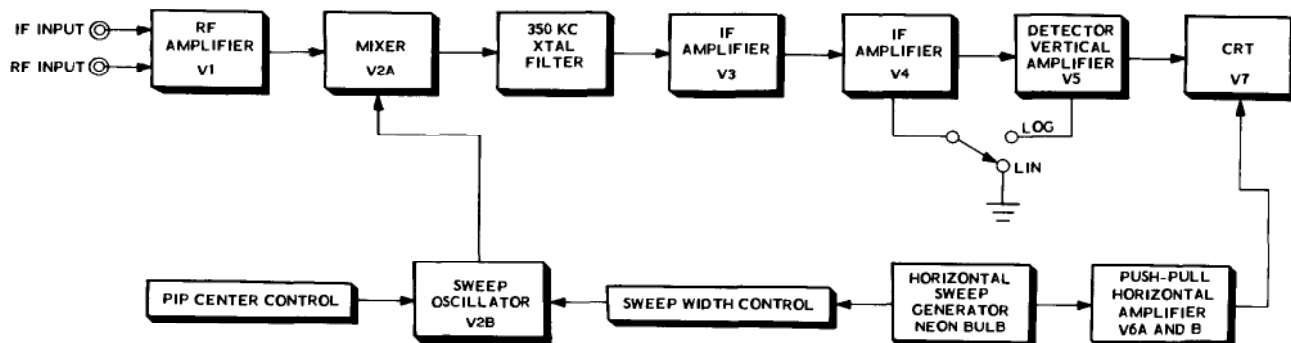 IF INPUT
RF INPUT
RF
AMPLIFIER
V1
MIXER
V2A
350 KC
XTAL
FILTER
IF
AMPLIFIER
V3
IF
AMPLIFIER
V4
DETECTOR
VERTICAL
AMPLIFIER
V5
CRT
V7
LOG
LIN
PIP CENTER CONTROL
SWEEP
OSCILLATOR
V2B
SWEEP WIDTH CONTROL
HORIZONTAL
SWEEP
GENERATOR
NEON BULB
PUSH-PULL
HORIZONTAL
AMPLIFIER
V6A AND B